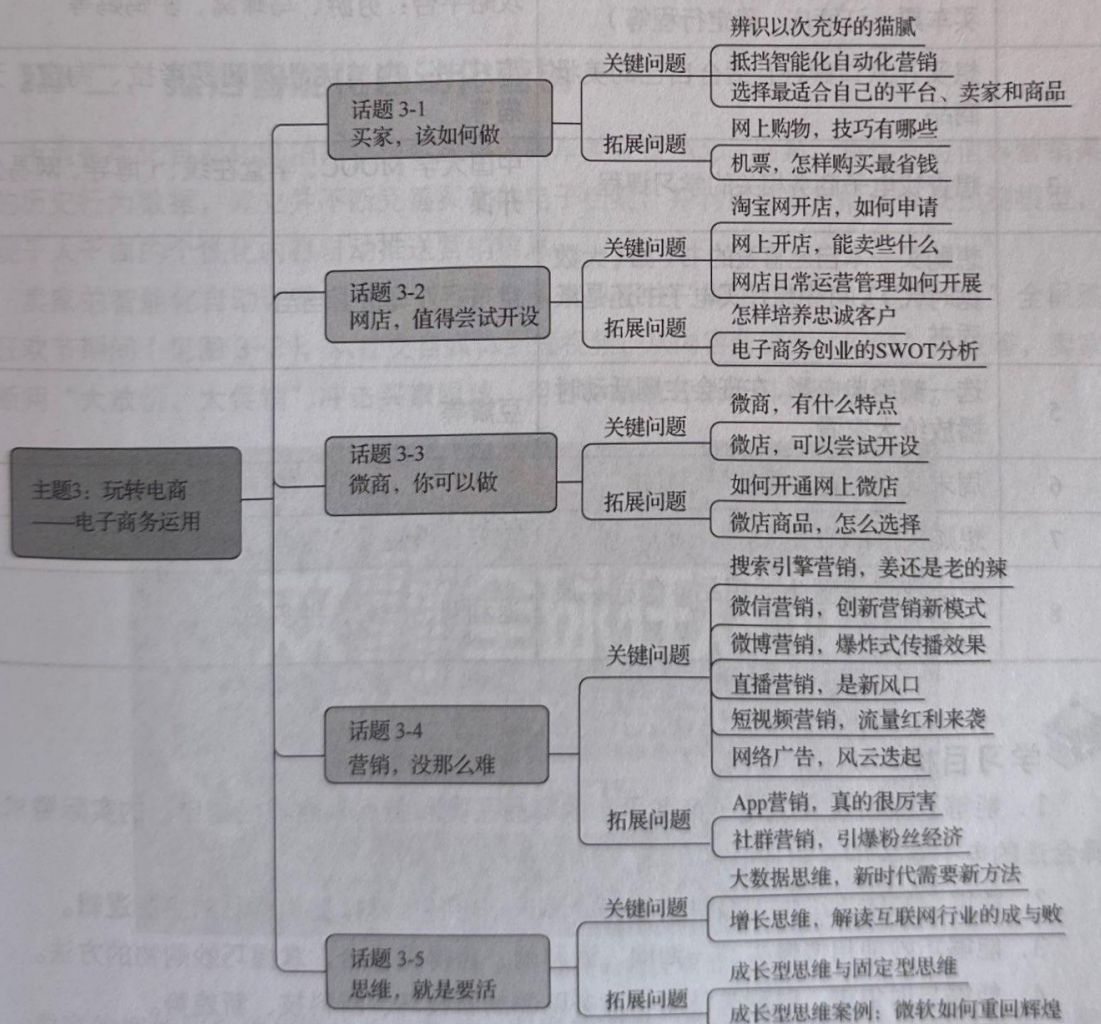 主题3：玩转电商
——电子商务运用
话题 3-1
买家，该如何做
关键问题
辨识以次充好的猫腻
抵挡智能化自动化营销
选择最适合自己的平台、卖家和商品
拓展问题
网上购物，技巧有哪些
机票，怎样购买最省钱
话题 3-2
网店，值得尝试开设
关键问题
淘宝网开店，如何申请
网上开店，能卖些什么
网店日常运营管理如何开展
拓展问题
怎样培养忠诚客户
电子商务创业的SWOT分析
话题 3-3
微商，你可以做
关键问题
微商，有什么特点
微店，可以尝试开设
拓展问题
如何开通网上微店
微店商品，怎么选择
话题 3-4
营销，没那么难
关键问题
搜索引擎营销，姜还是老的辣
微信营销，创新营销新模式
微博营销，爆炸式传播效果
直播营销，是新风口
短视频营销，流量红利来袭
网络广告，风云迭起
拓展问题
App营销，真的很厉害
社群营销，引爆粉丝经济
话题 3-5
思维，就是要活
关键问题
大数据思维，新时代需要新方法
增长思维，解读互联网行业的成与败
拓展问题
成长型思维与固定型思维
成长型思维案例：微软如何重回辉煌